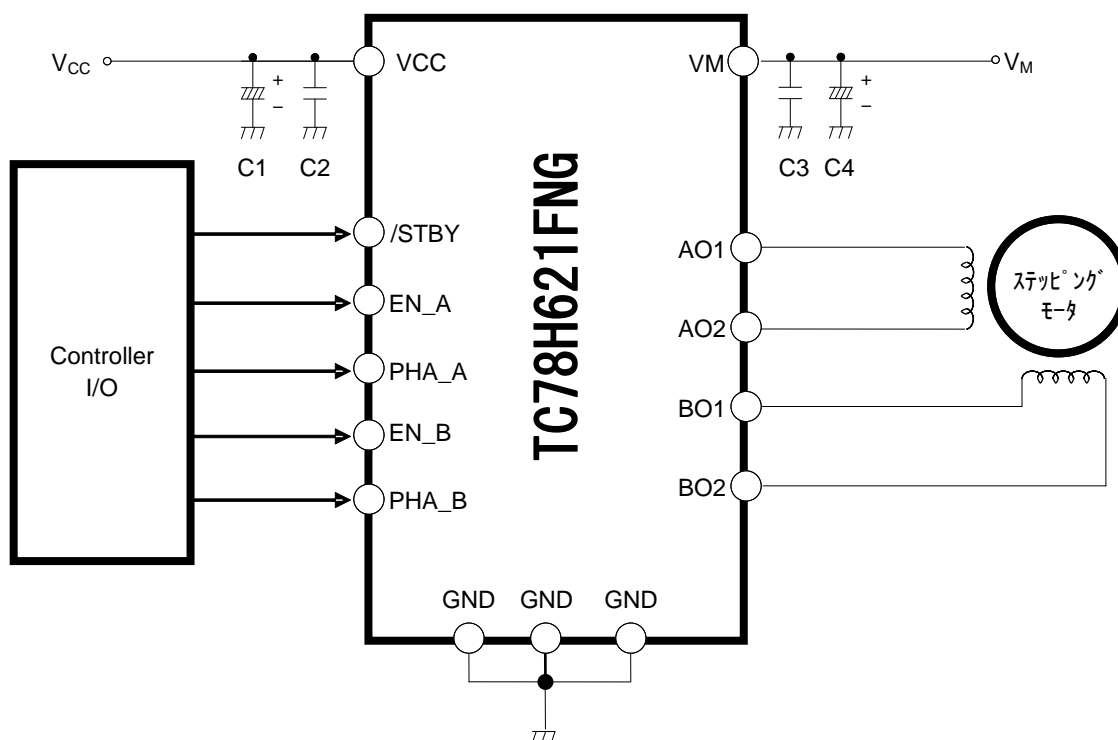 VCC
VCC
VM
VM
C1
C2
C3
C4
Controller
I/O
/STBY
EN_A
PHA_A
EN_B
PHA_B
TC78H621FNG
AO1
AO2
BO1
BO2
ステッピング
モータ
GND
GND
GND
+
−
+
−